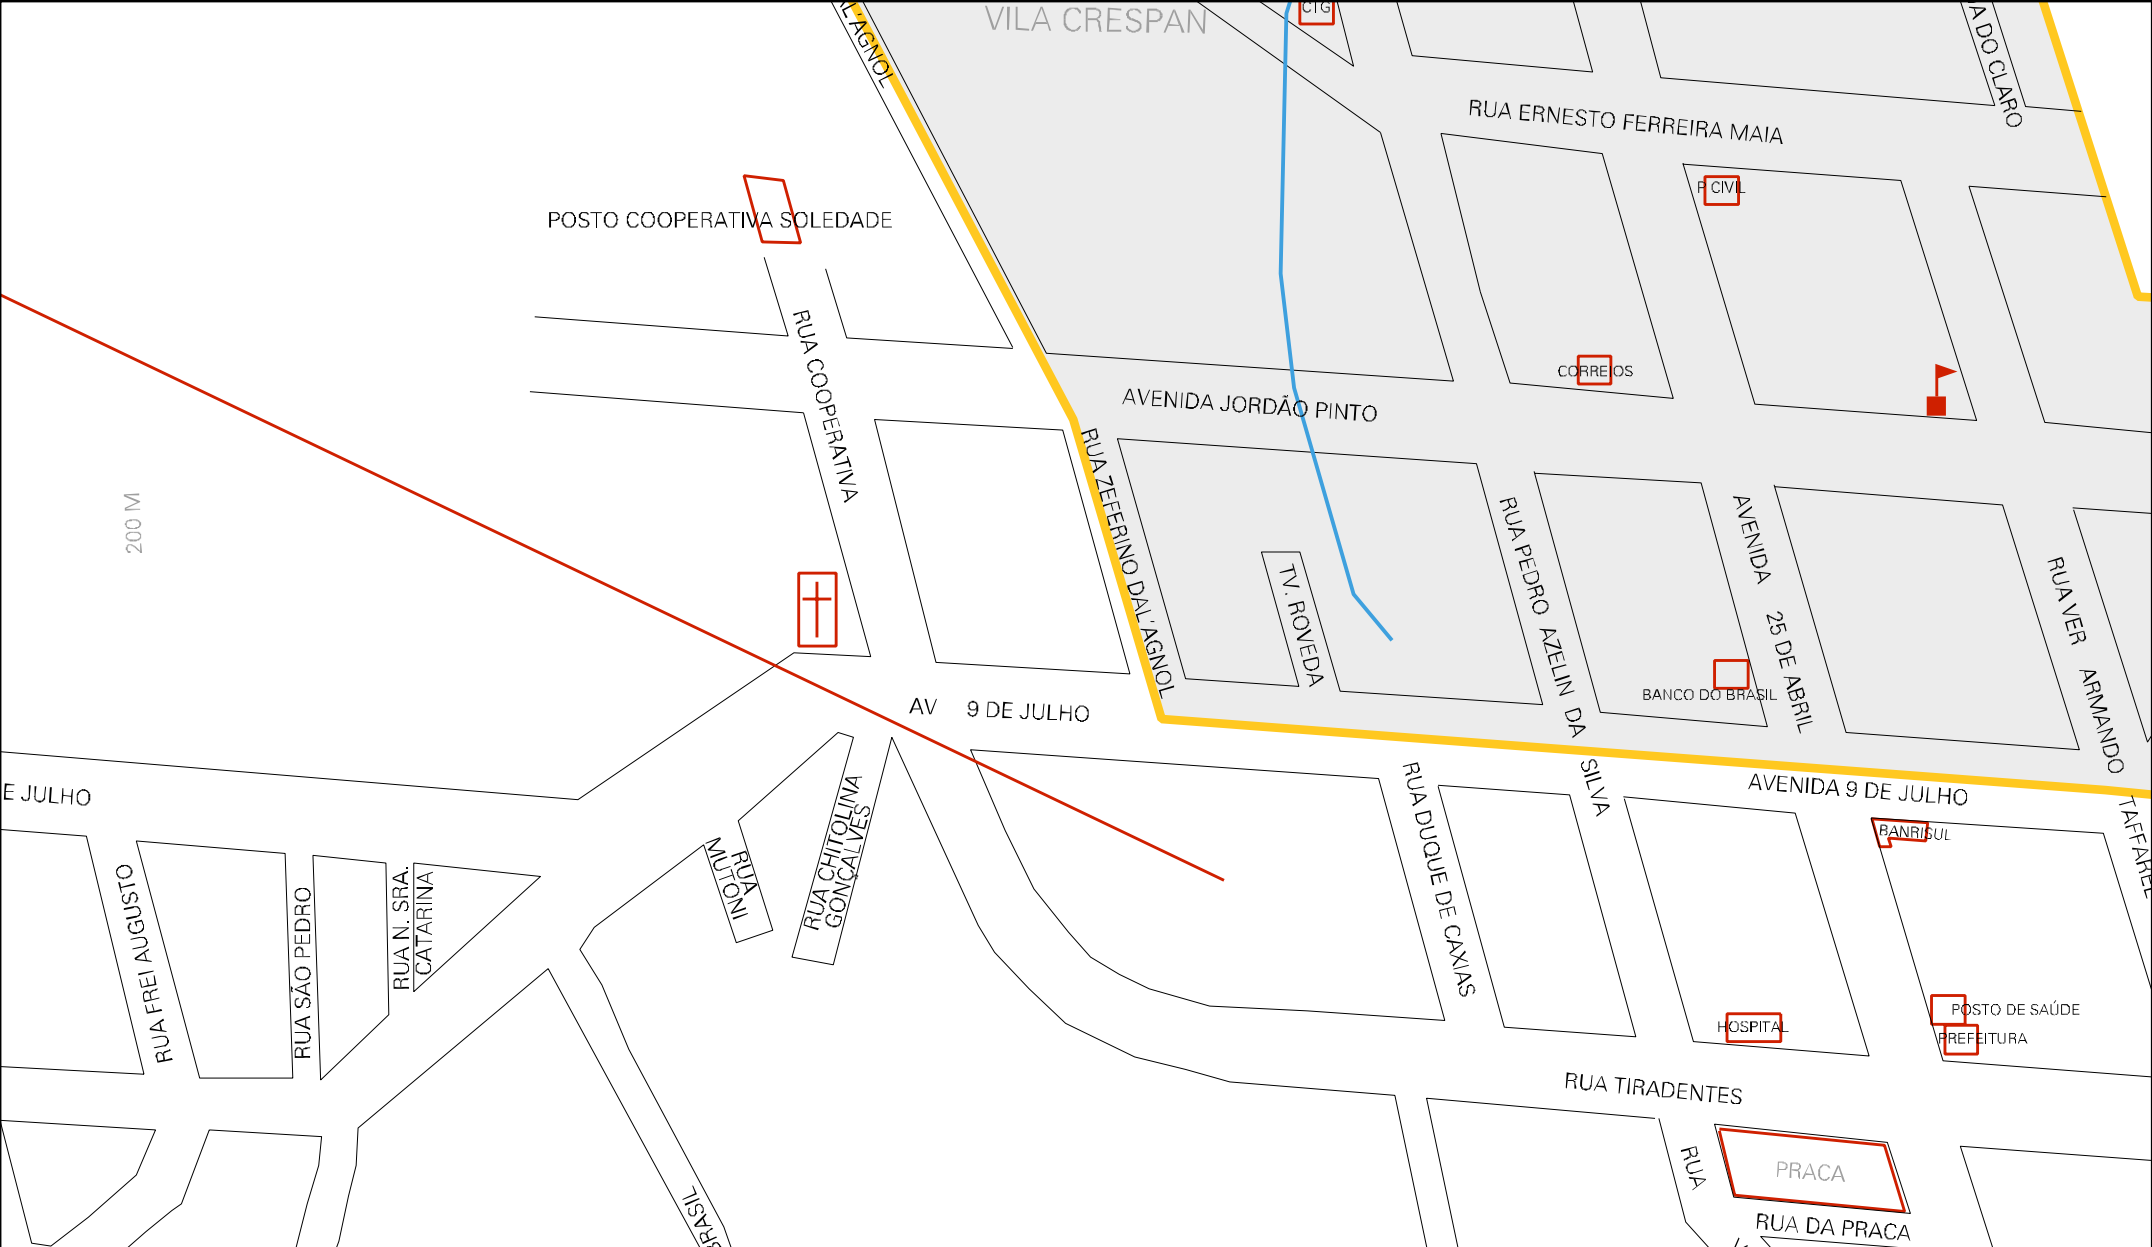 L'AGNOL
VILA CRESPAN
CTG
A DO CLARO
RUA ERNESTO FERREIRA MAIA
P CIVIL
POSTO COOPERATIVA SOLEDADE
RUA COOPERATIVA
CORREIOS
AVENIDA JORDÃO PINTO
200 M
RUA ZEFERINO DAL'AGNOL
TV. ROVEDA
RUA PEDRO AZELIN DA SILVA
AVENIDA 25 DE ABRIL
RUA VER ARMANDO TAFFAREL
BANCO DO BRASIL
AV 9 DE JULHO
E JULHO
AVENIDA 9 DE JULHO
BANRISUL
RUA DUQUE DE CAXIAS
RUA CHITOLINA
GONÇALVES
RUA
MUTONI
RUA FREI AUGUSTO
RUA SÃO PEDRO
RUA N. SRA.
CATARINA
POSTO DE SAÚDE
HOSPITAL
PREFEITURA
RUA TIRADENTES
RUA
PRACA
RUA DA PRACA
BRASIL